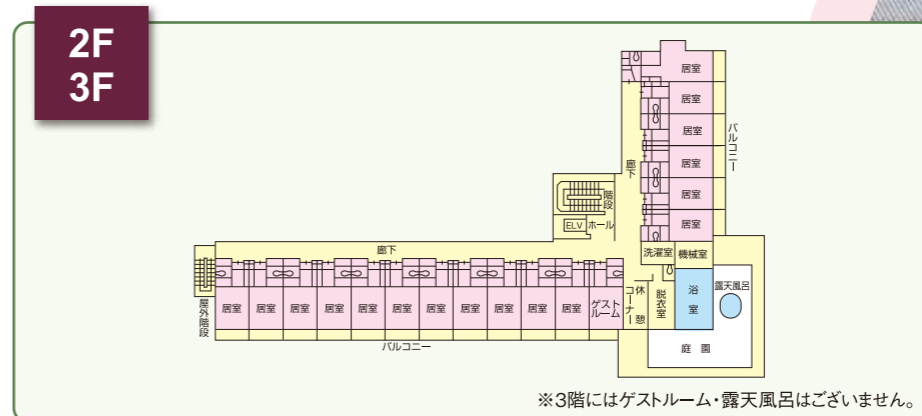 2F
3F
居室
居室
居室
居室
居室
居室
バルコニー
廊下
階段
ELV ホール
廊下
洗濯室 機械室
屋外階段
居室 居室 居室 居室 居室 居室 居室 居室 居室 居室 居室 ゲストルーム
休憩コーナー
脱衣室
浴室
露天風呂
バルコニー
庭園
※3階にはゲストルーム・露天風呂はございません。